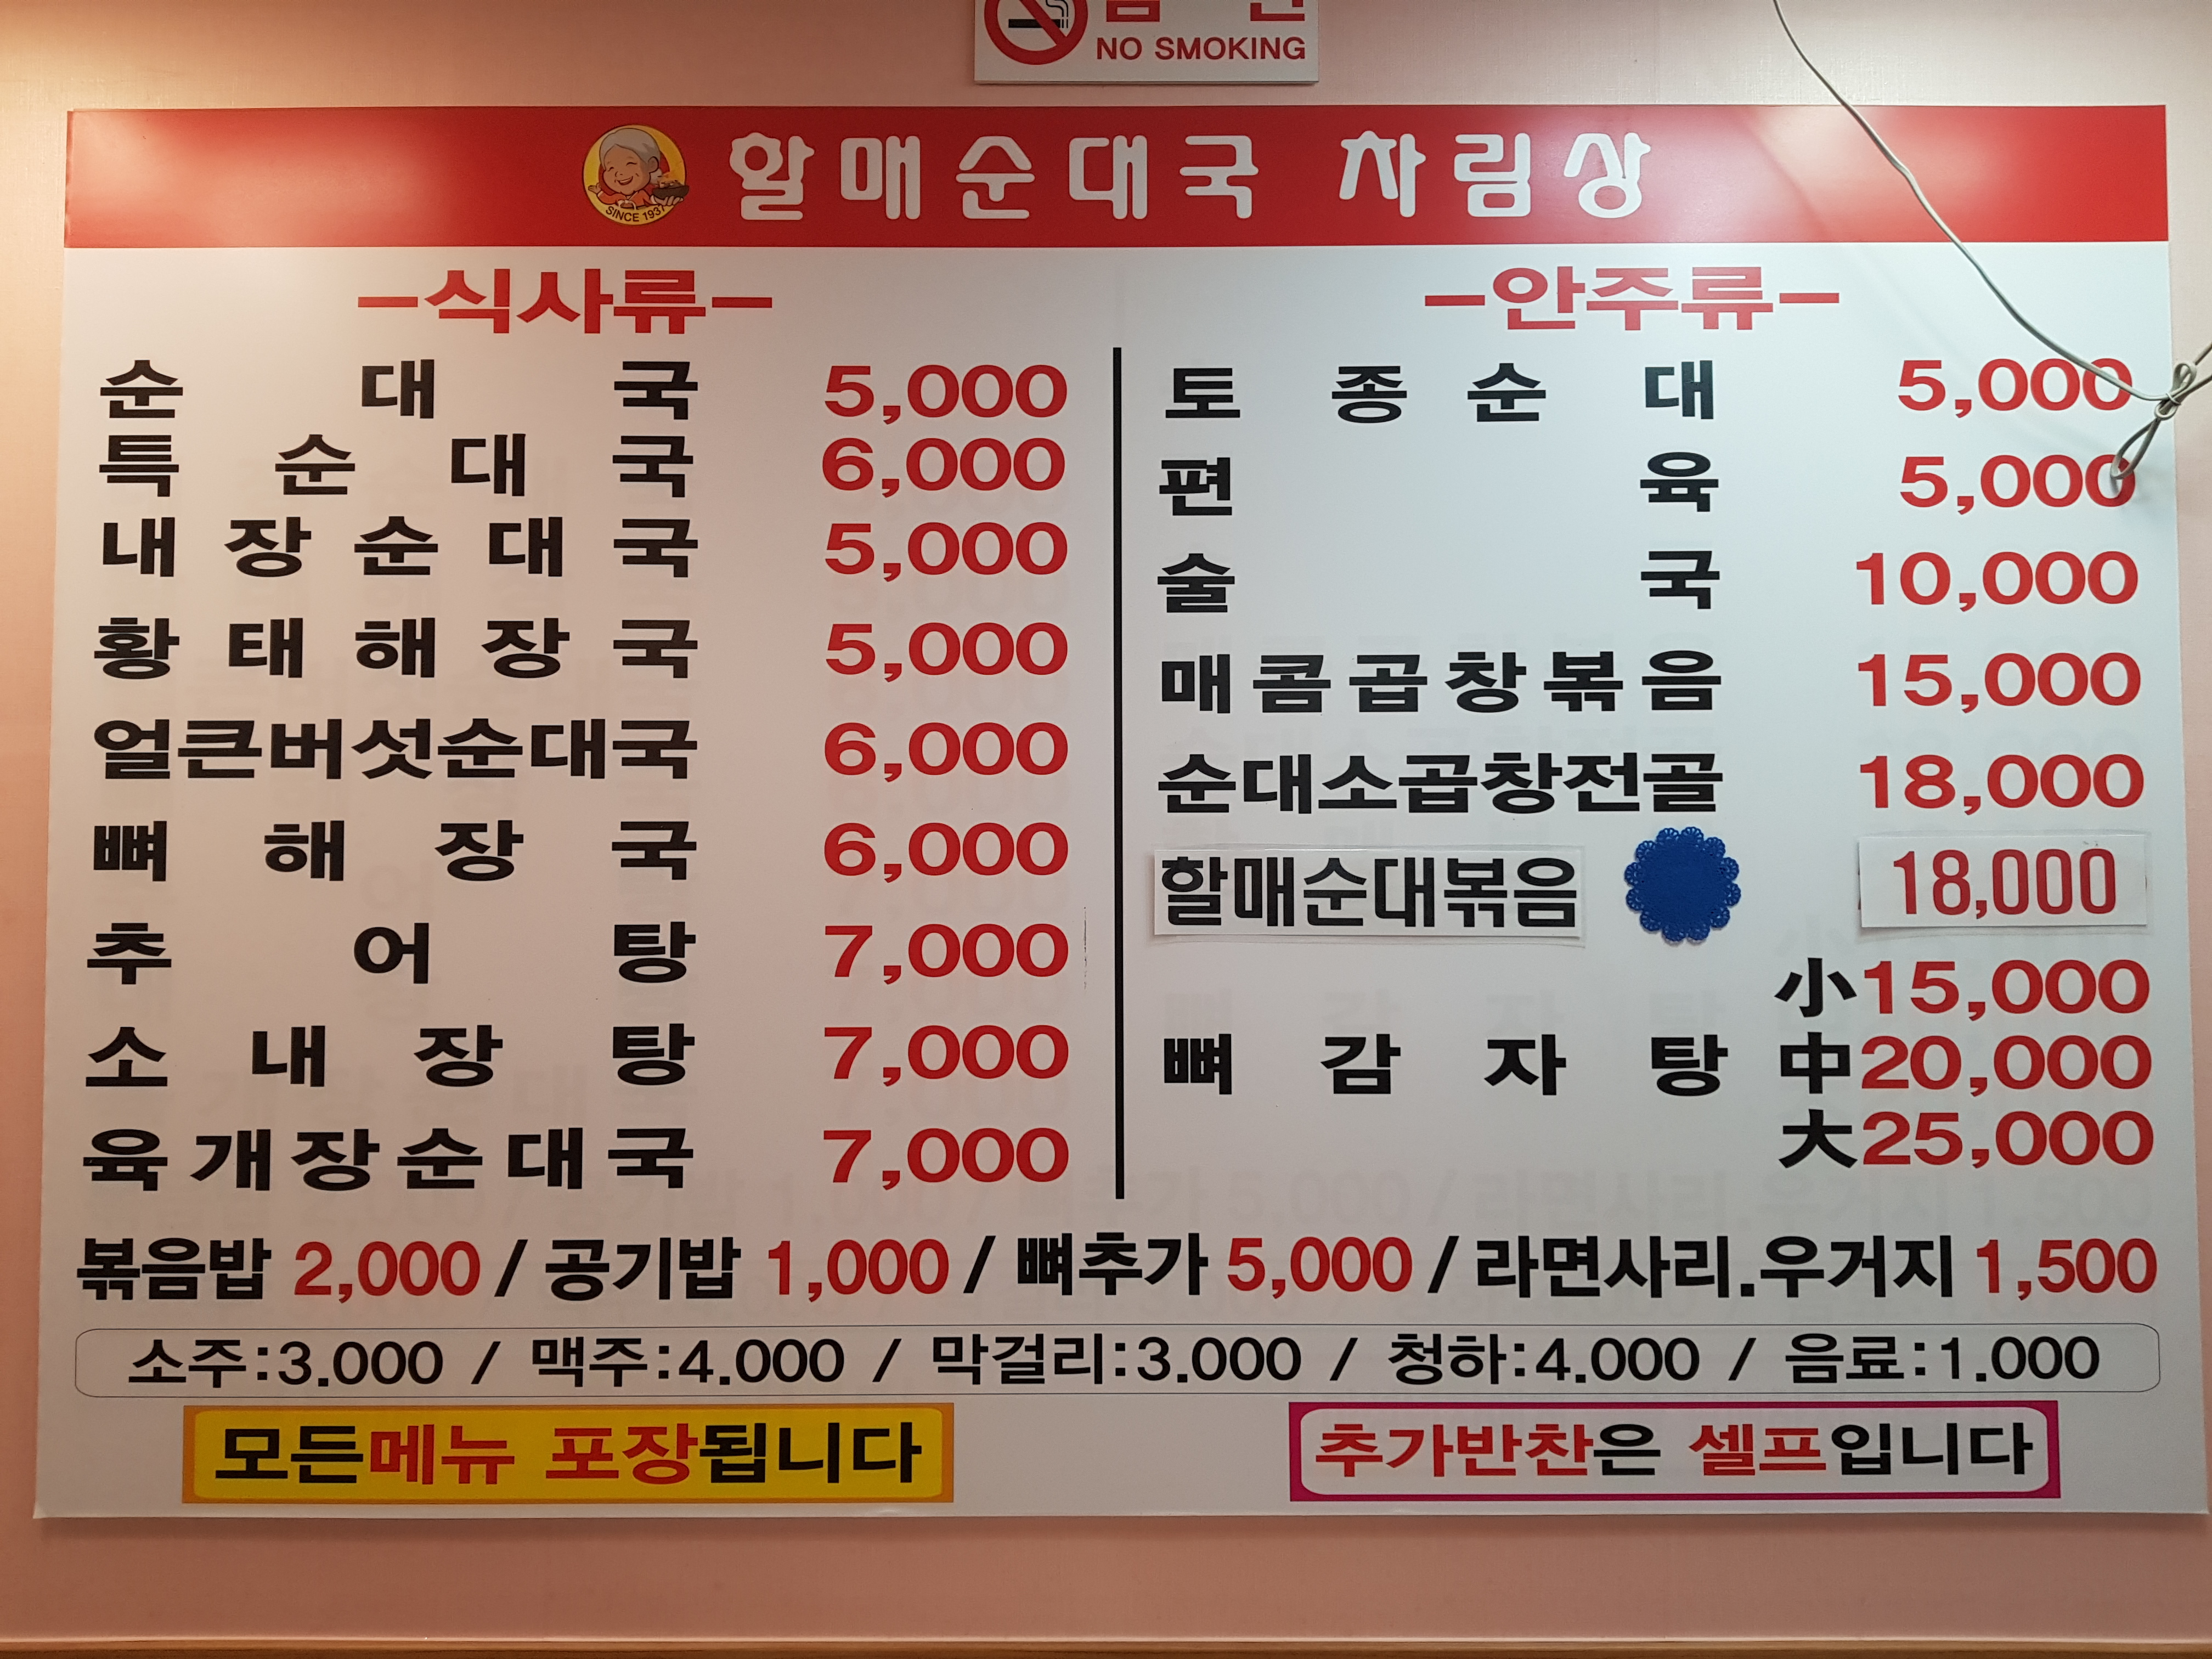 NO SMOKING
SINCE 1937
할매순대국 차림상
-식사류-
순대국 5,000
특순대국 6,000
내장순대국 5,000
황태해장국 5,000
얼큰버섯순대국 6,000
뼈해장국 6,000
추어탕 7,000
소내장탕 7,000
육개장순대국 7,000
-안주류-
토종순대 5,000
편육 5,000
술국 10,000
매콤곱창볶음 15,000
순대소곱창전골 18,000
할매순대볶음 18,000
뼈감자탕 小15,000
中20,000
大25,000
볶음밥 2,000 / 공기밥 1,000 / 뼈추가 5,000 / 라면사리.우거지 1,500
소주:3.000 / 맥주:4.000 / 막걸리:3.000 / 청하:4.000 / 음료:1.000
모든메뉴 포장됩니다
추가반찬은 셀프입니다